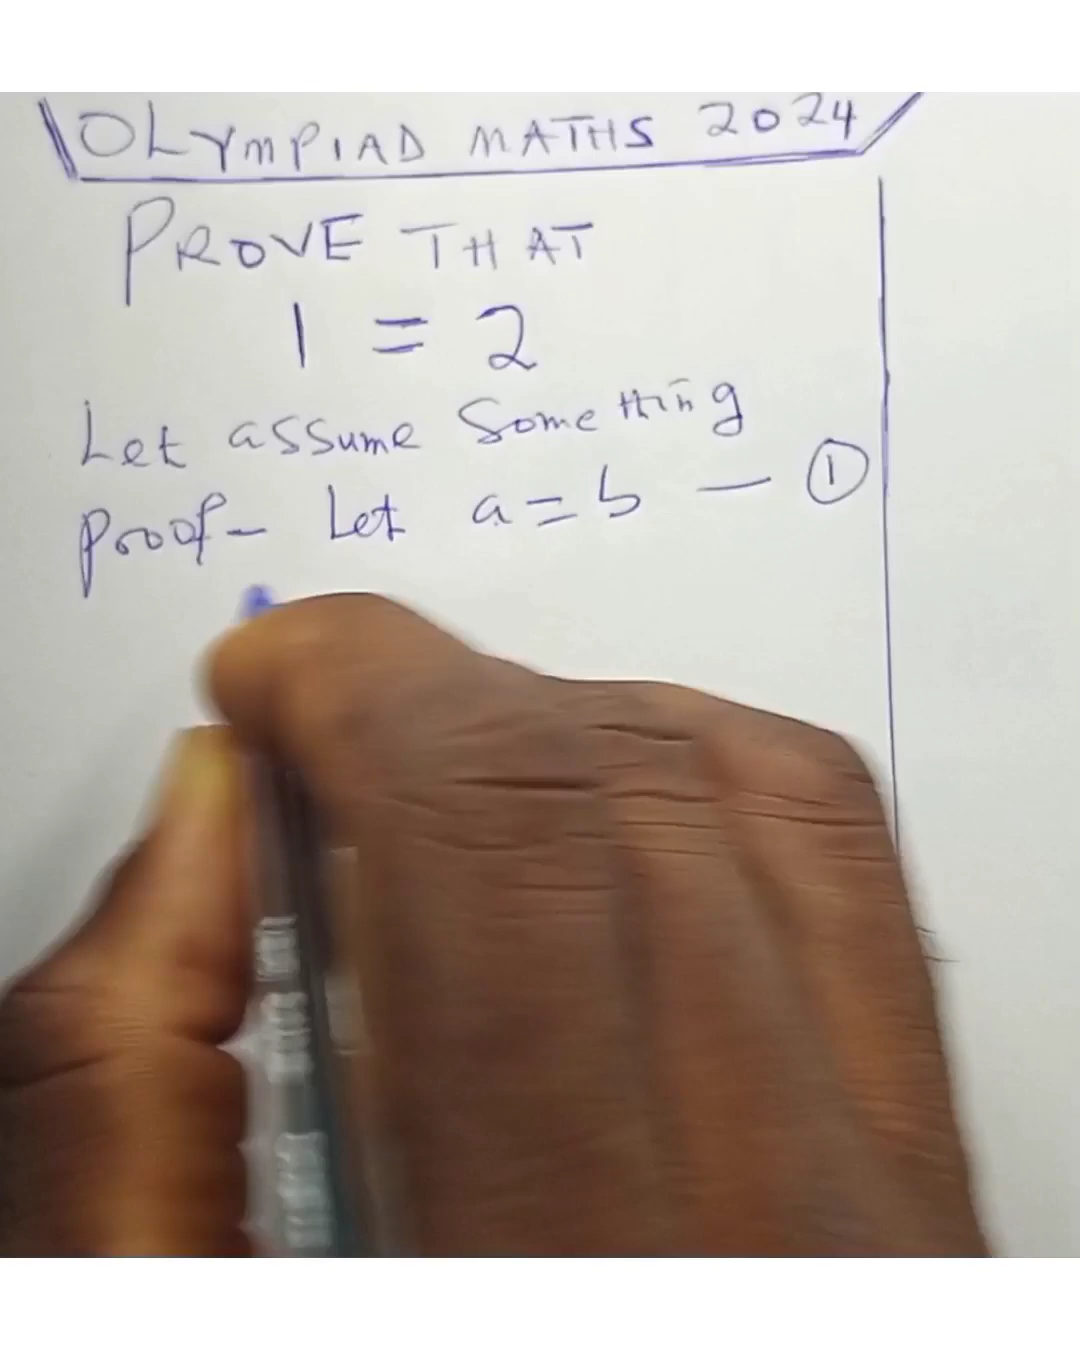 OLYMPIAD MATHS 2024
PROVE THAT
1 = 2
Let assume Something
Proof- Let a=b — ①